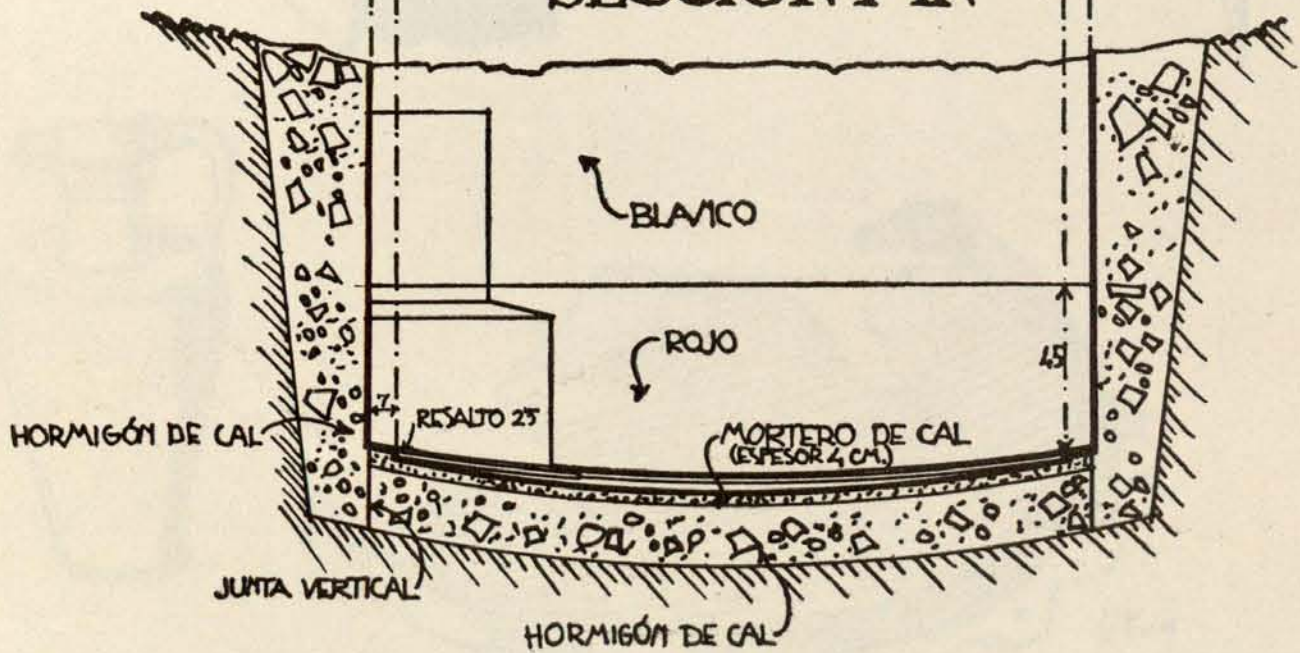 BLANCO
ROJO
45
7
HORMIGÓN DE CAL
RESALTO 25
MORTERO DE CAL
(ESPESOR 4 CM.)
JUNTA VERTICAL
HORMIGÓN DE CAL